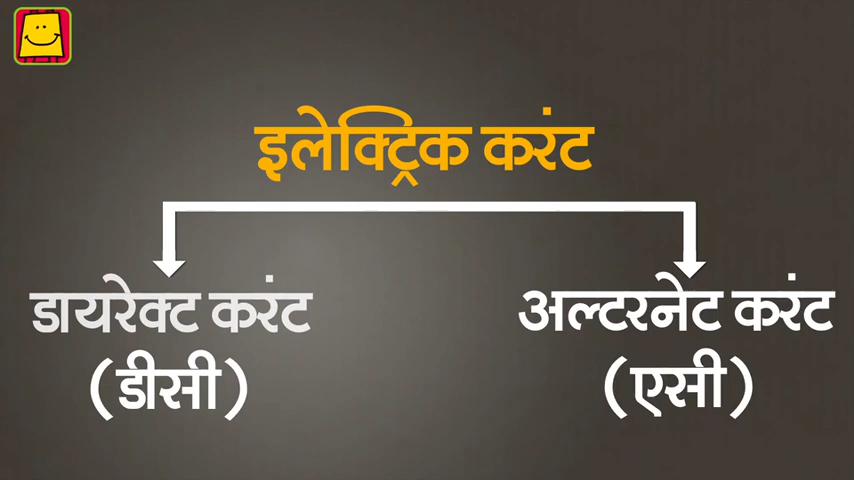 इलेक्ट्रिक करंट
डायरेक्ट करंट
(डीसी)
अल्टरनेट करंट
(एसी)